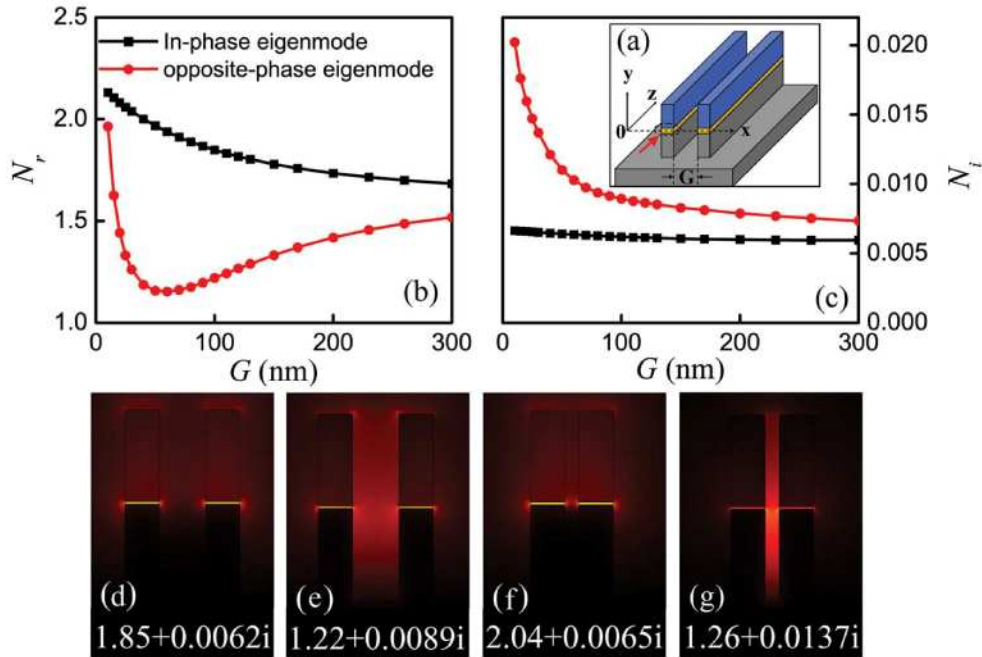 2.5
2.0
1.5
1.0
N_r
In-phase eigenmode
opposite-phase eigenmode
(b)
0 100 200 300
G (nm)
(a)
y
z
0
x
G
0.020
0.015
0.010
0.005
0.000
N_i
(c)
0 100 200 300
G (nm)
(d)
1.85+0.0062i
(e)
1.22+0.0089i
(f)
2.04+0.0065i
(g)
1.26+0.0137i